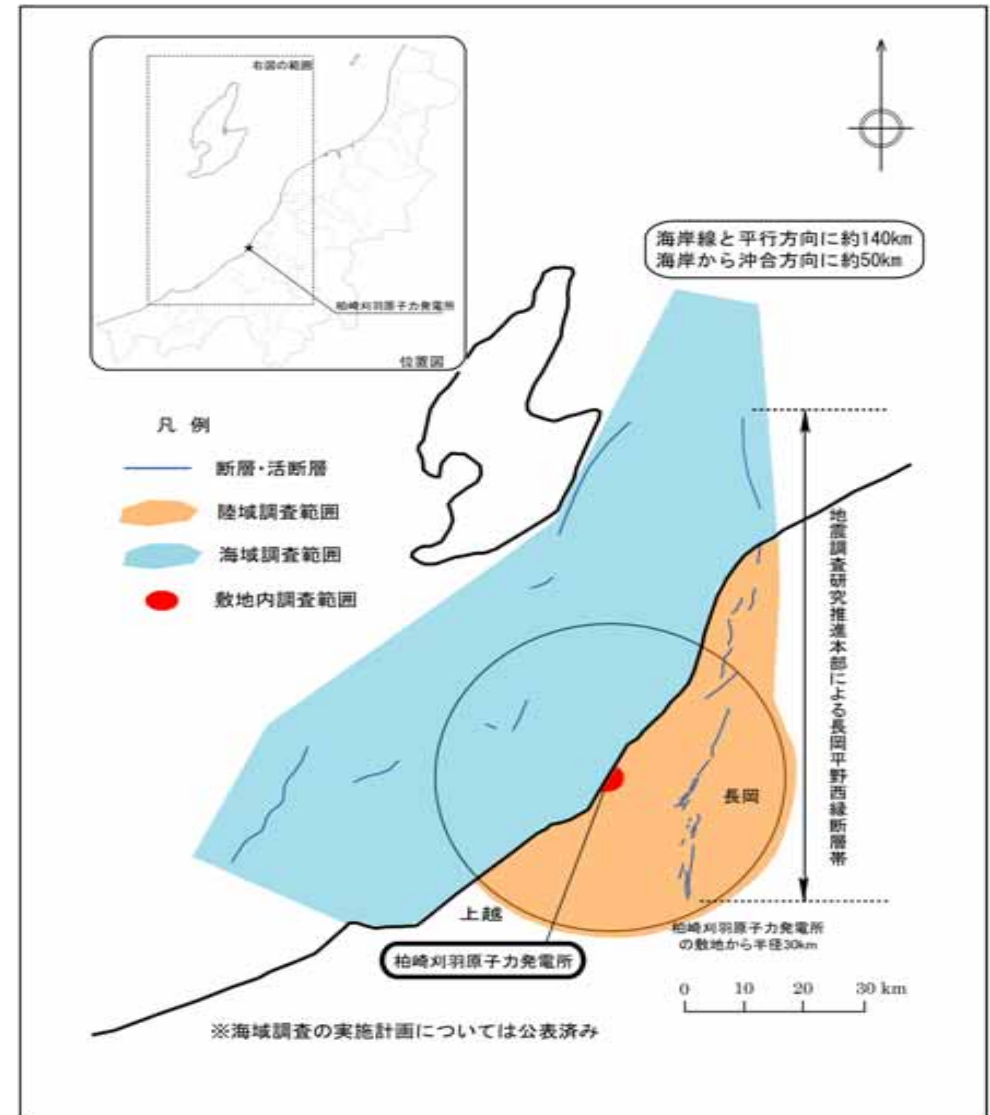 右図の範囲
柏崎刈羽原子力発電所
位置図
海岸線と平行方向に約140km
海岸から沖合方向に約50km
凡 例
断層・活断層
陸域調査範囲
海域調査範囲
敷地内調査範囲
地震調査研究推進本部による長岡平野西縁断層帯
長岡
上越
柏崎刈羽原子力発電所
の敷地から半径30km
柏崎刈羽原子力発電所
0 10 20 30 km
※海域調査の実施計画については公表済み